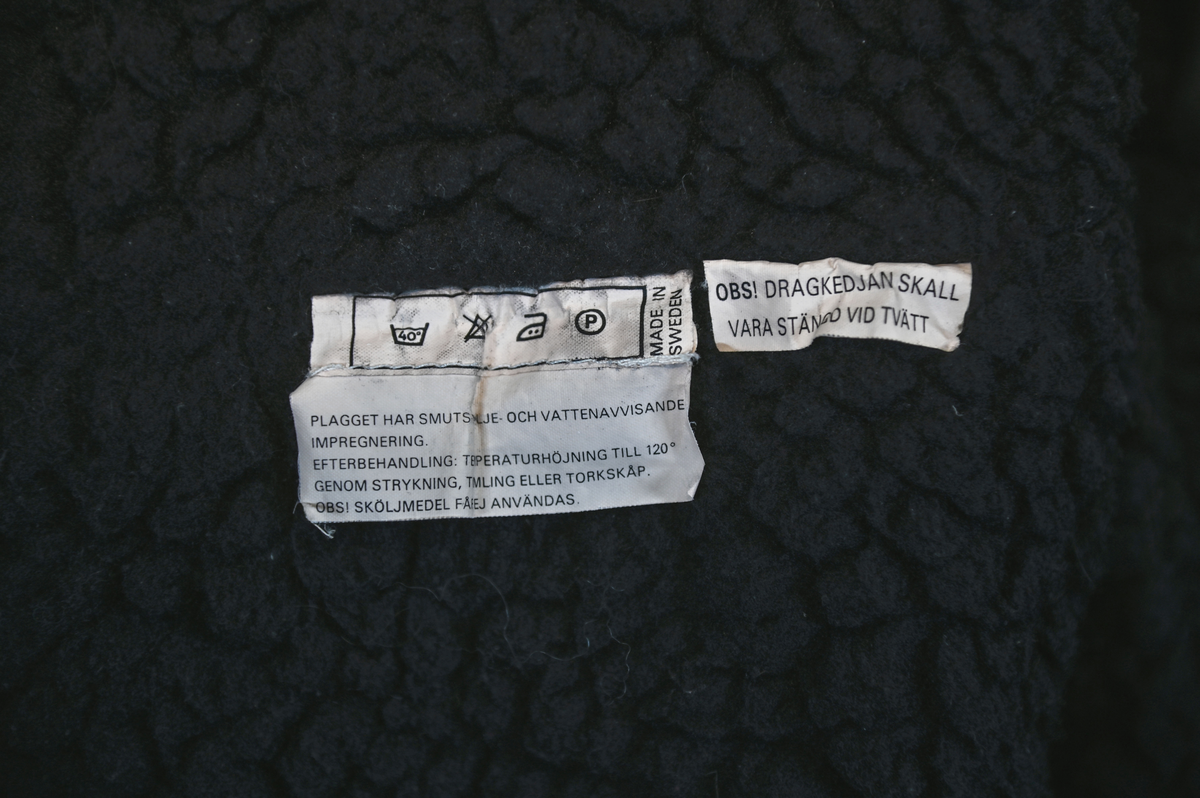 40°
P
MADE IN
SWEDEN
PLAGGET HAR OCH VATTENAVVISANDE
IMPREGNERING.
EFTERBEHANDLING: TILL 120°
GENOM STRYKNING, ELLER TORKSKÅP.
OBS! SKÖLJMEDEL ANVÄNDAS.
OBS! DRAGKEDJAN SKALL
VARA VID TVÄTT